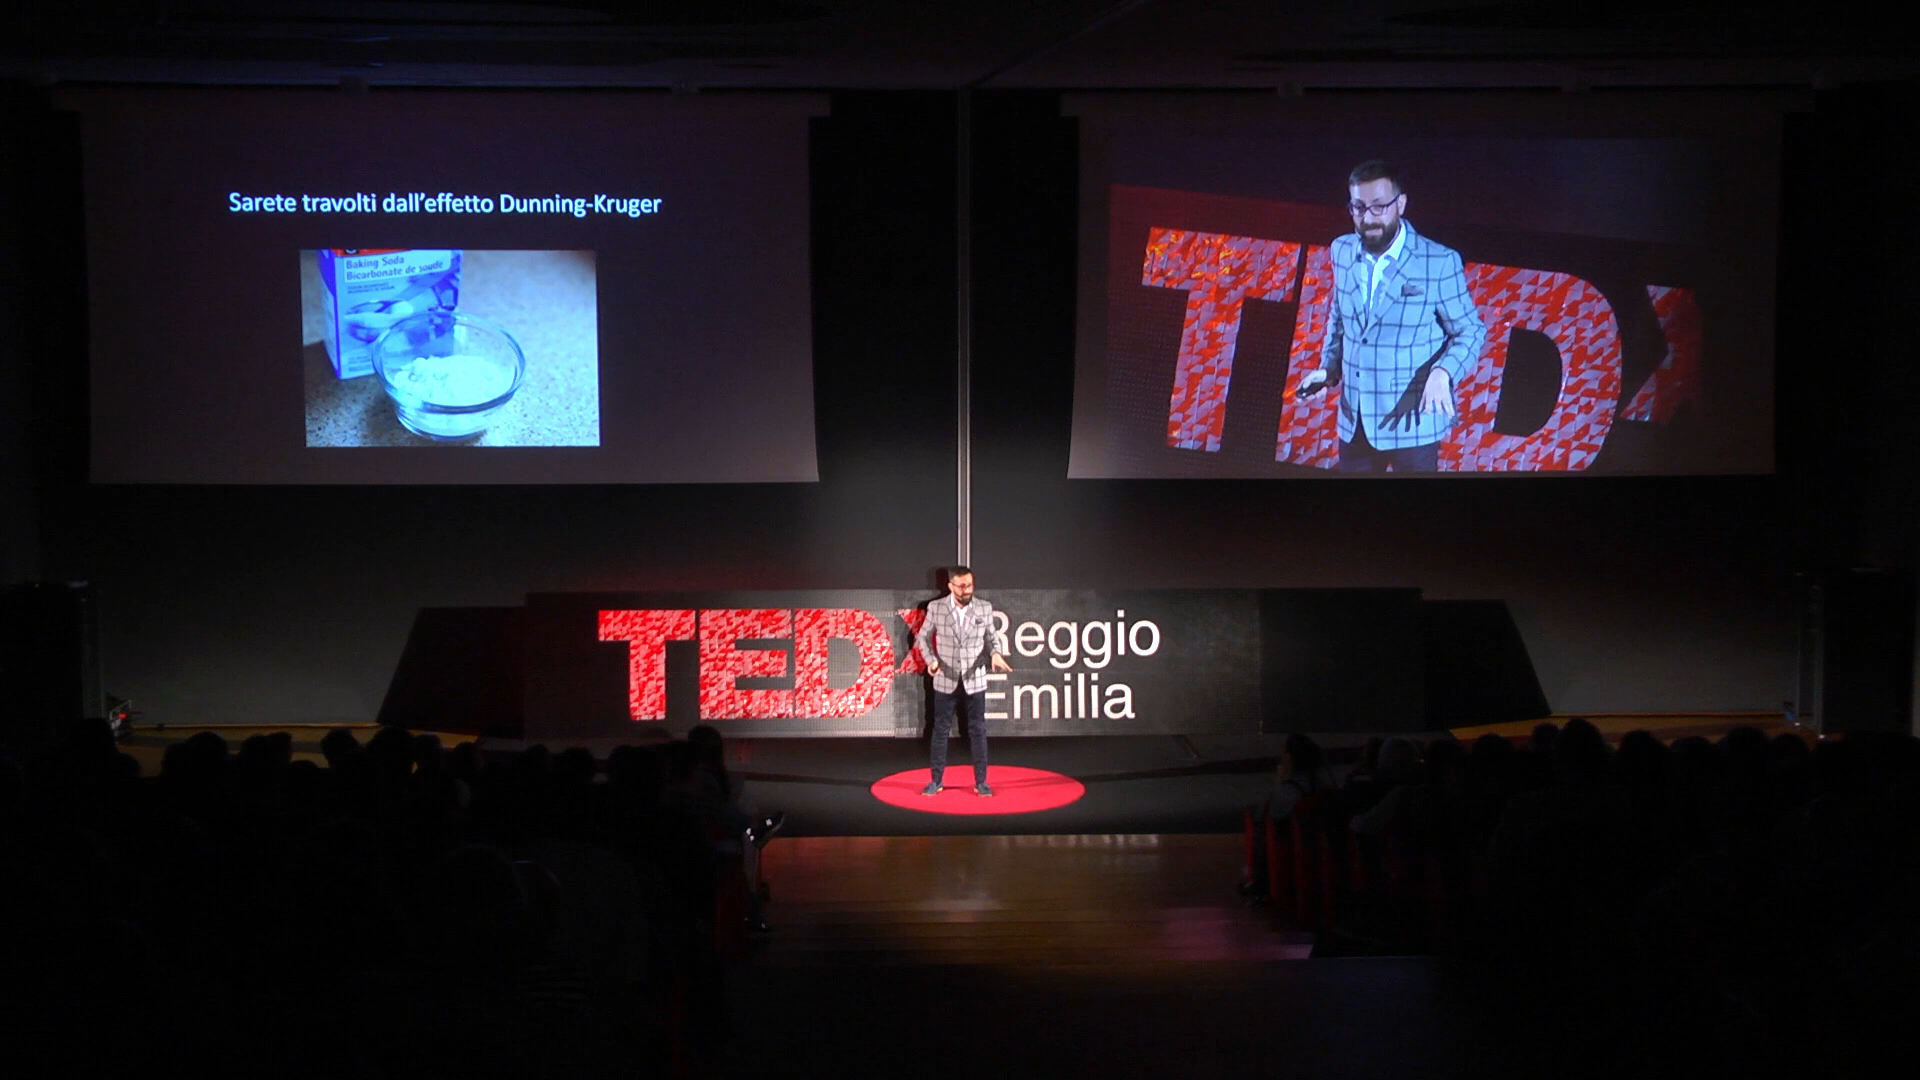 Sarete travolti dall'effetto Dunning-Kruger
Baking Soda
Bicarbonate de soude
TEDx
TEDx
Reggio
Emilia